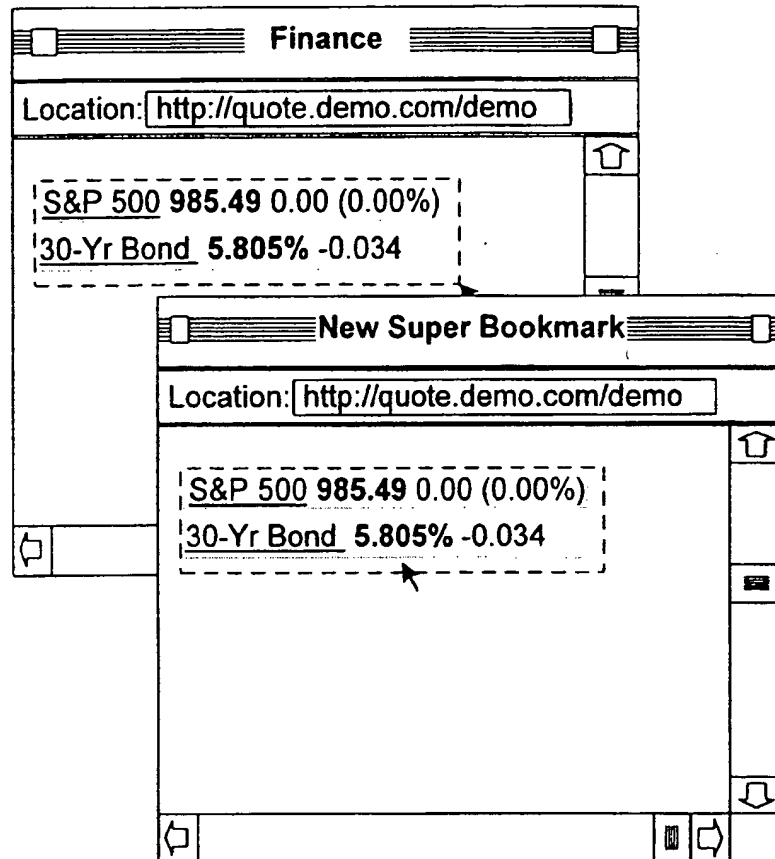 Finance
Location: http://quote.demo.com/demo
S&P 500 985.49 0.00 (0.00%)
30-Yr Bond 5.805% -0.034
New Super Bookmark
Location: http://quote.demo.com/demo
S&P 500 985.49 0.00 (0.00%)
30-Yr Bond 5.805% -0.034